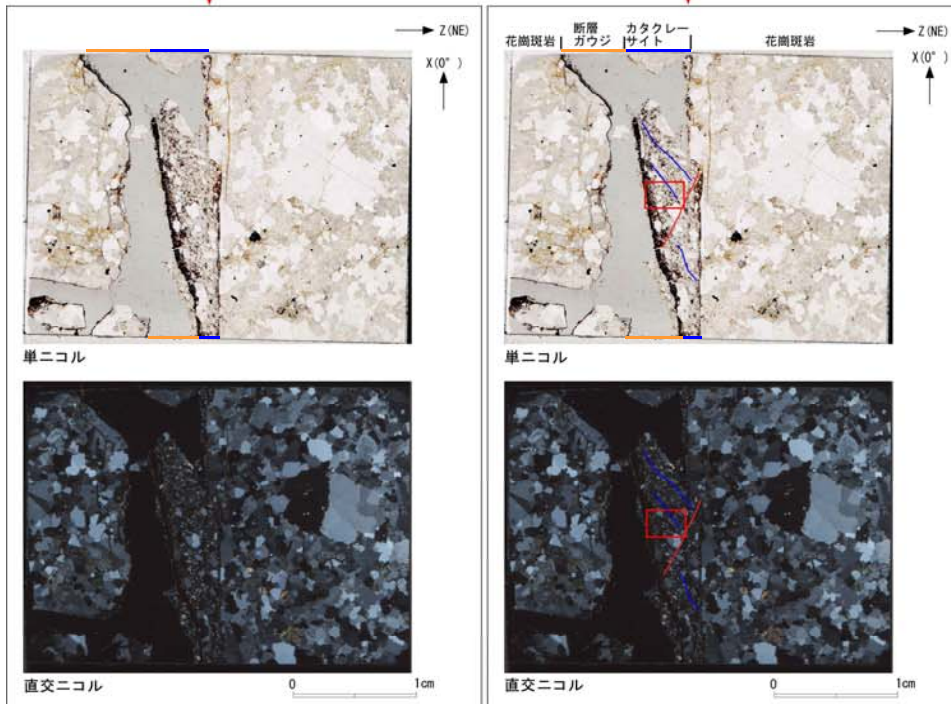 Z(NE)
X(0°)
単ニコル
直交ニコル
0 1cm
花崗斑岩 断層ガウジ カタクレーサイト 花崗斑岩
Z(NE)
X(0°)
単ニコル
直交ニコル
0 1cm